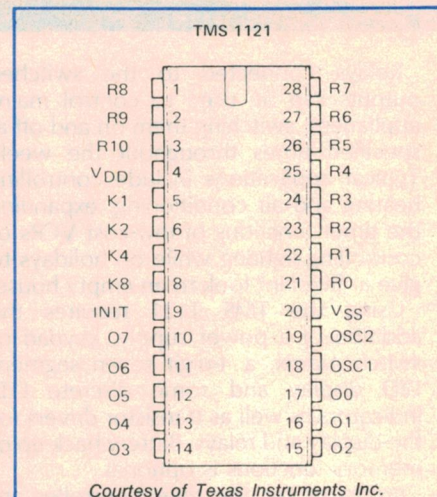 TMS 1121
R8 1 28 R7
R9 2 27 R6
R10 3 26 R5
VDD 4 25 R4
K1 5 24 R3
K2 6 23 R2
K4 7 22 R1
K8 8 21 R0
INIT 9 20 VSS
O7 10 19 OSC2
O6 11 18 OSC1
O5 12 17 O0
O4 13 16 O1
O3 14 15 O2
Courtesy of Texas Instruments Inc.